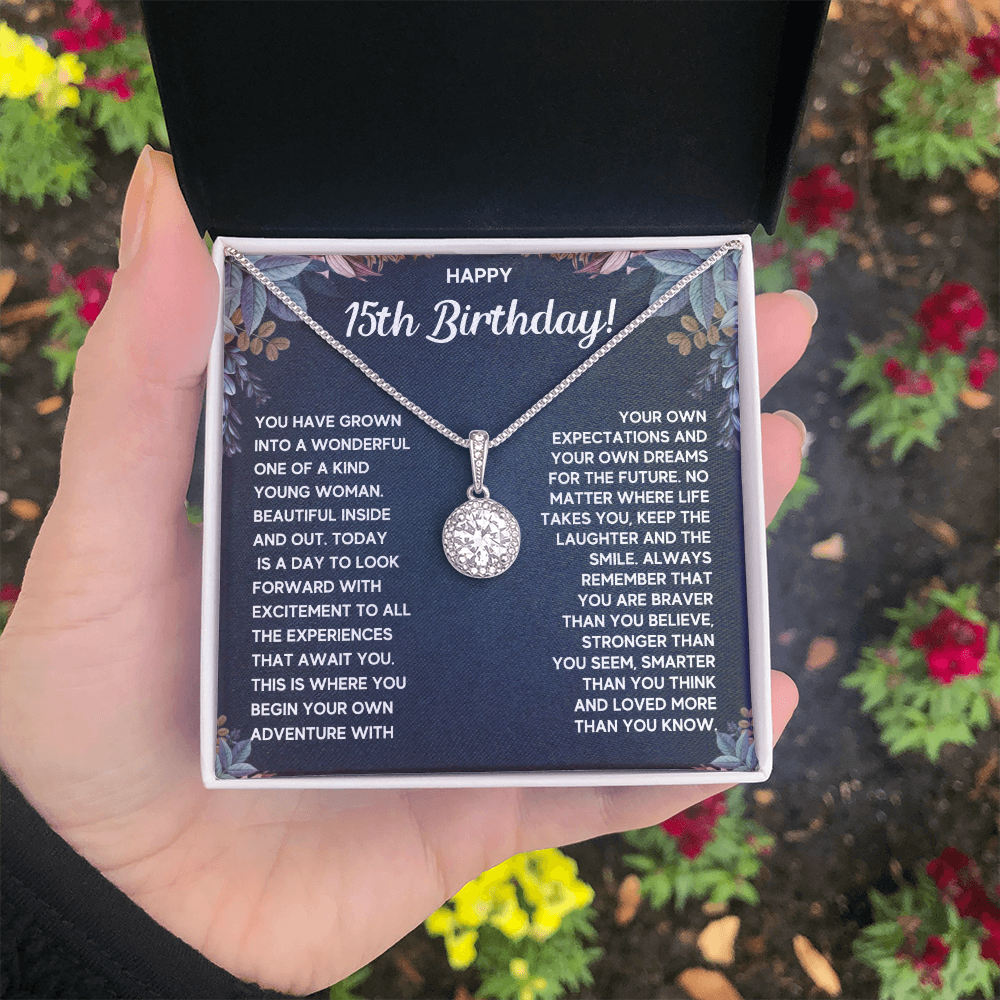 HAPPY
15th Birthday!
YOU HAVE GROWN
INTO A WONDERFUL
ONE OF A KIND
YOUNG WOMAN.
BEAUTIFUL INSIDE
AND OUT. TODAY
IS A DAY TO LOOK
FORWARD WITH
EXCITEMENT TO ALL
THE EXPERIENCES
THAT AWAIT YOU.
THIS IS WHERE YOU
BEGIN YOUR OWN
ADVENTURE WITH
YOUR OWN
EXPECTATIONS AND
YOUR OWN DREAMS
FOR THE FUTURE. NO
MATTER WHERE LIFE
TAKES YOU, KEEP THE
LAUGHTER AND THE
SMILE. ALWAYS
REMEMBER THAT
YOU ARE BRAVER
THAN YOU BELIEVE,
STRONGER THAN
YOU SEEM, SMARTER
THAN YOU THINK
AND LOVED MORE
THAN YOU KNOW.